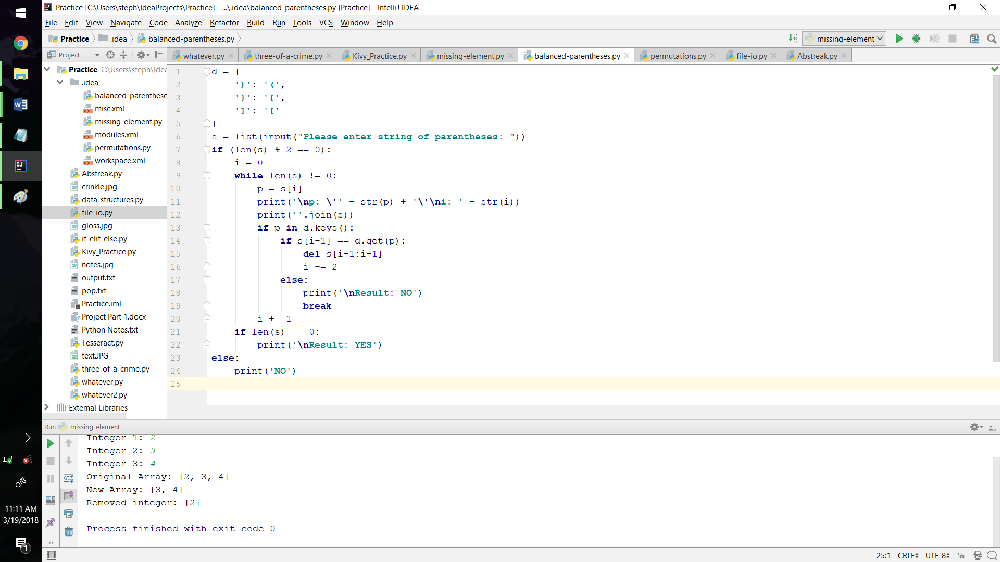 Practice [C:\Users\steph\IdeaProjects\Practice] - ...\.idea\balanced-parentheses.py [Practice] - IntelliJ IDEA
File Edit View Navigate Code Analyze Refactor Build Run Tools VCS Window Help
Practice .idea balanced-parentheses.py missing-element
Project
whatever.py three-of-a-crime.py Kivy_Practice.py missing-element.py balanced-parentheses.py permutations.py file-io.py Abstreak.py
Practice C:\Users\steph\Idea
.idea
balanced-parenthese
misc.xml
missing-element.py
modules.xml
permutations.py
workspace.xml
Abstreak.py
crinkle.jpg
data-structures.py
file-io.py
gloss.jpg
if-elif-else.py
Kivy_Practice.py
notes.jpg
output.txt
pop.txt
Practice.iml
Project Part 1.docx
Python Notes.txt
Tesseract.py
text.JPG
three-of-a-crime.py
whatever.py
whatever2.py
External Libraries
1 d = {
2     ')': '(',
3     '}': '{',
4     ']': '['
5 }
6 s = list(input("Please enter string of parentheses: "))
7 if (len(s) % 2 == 0):
8     i = 0
9     while len(s) != 0:
10         p = s[i]
11         print('\np: \'' + str(p) + '\'\ni: ' + str(i))
12         print(''.join(s))
13         if p in d.keys():
14             if s[i-1] == d.get(p):
15                 del s[i-1:i+1]
16                 i -= 2
17             else:
18                 print('\nResult: NO')
19                 break
20         i += 1
21     if len(s) == 0:
22         print('\nResult: YES')
23 else:
24     print('NO')
25
Run missing-element
Integer 1: 2
Integer 2: 3
Integer 3: 4
Original Array: [2, 3, 4]
New Array: [3, 4]
Removed integer: [2]
Process finished with exit code 0
11:11 AM
3/19/2018
1
25:1 CRLF UTF-8